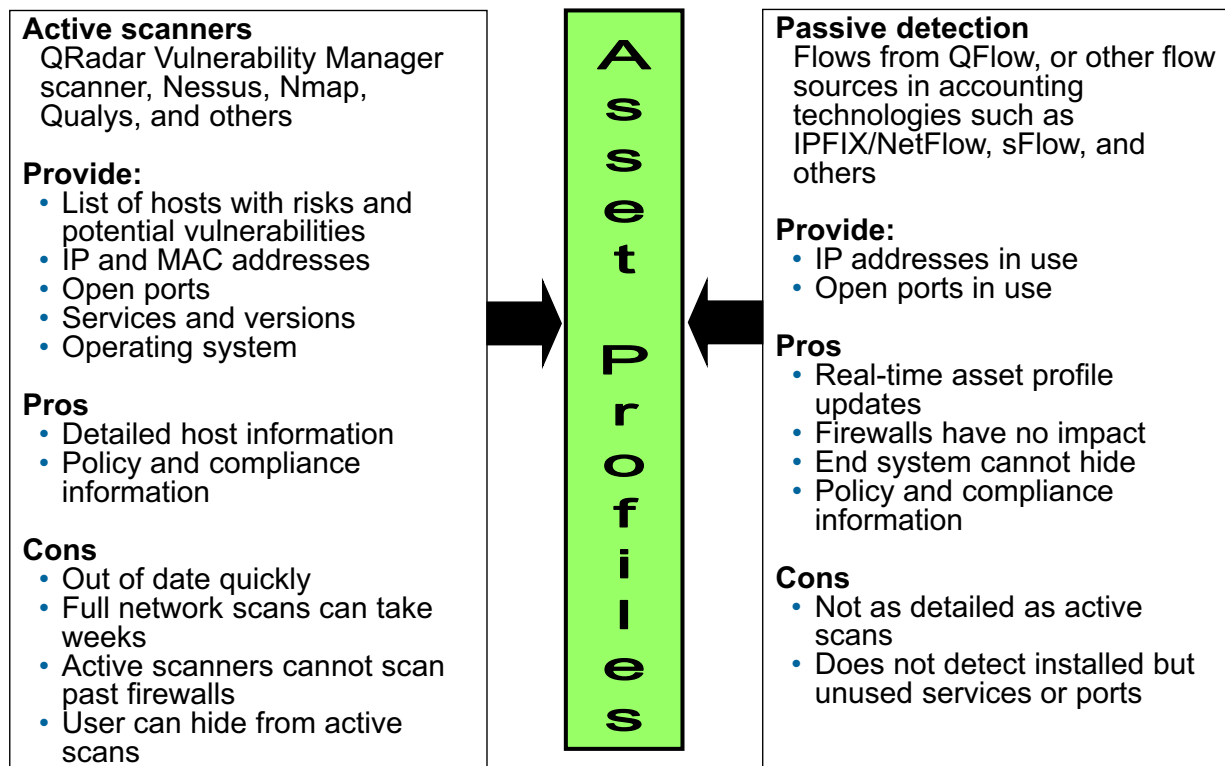 Active scanners
QRadar Vulnerability Manager
scanner, Nessus, Nmap,
Qualys, and others
Provide:
• List of hosts with risks and
potential vulnerabilities
• IP and MAC addresses
• Open ports
• Services and versions
• Operating system
Pros
• Detailed host information
• Policy and compliance
information
Cons
• Out of date quickly
• Full network scans can take
weeks
• Active scanners cannot scan
past firewalls
• User can hide from active
scans
Asset Profiles
Passive detection
Flows from QFlow, or other flow
sources in accounting
technologies such as
IPFIX/NetFlow, sFlow, and
others
Provide:
• IP addresses in use
• Open ports in use
Pros
• Real-time asset profile
updates
• Firewalls have no impact
• End system cannot hide
• Policy and compliance
information
Cons
• Not as detailed as active
scans
• Does not detect installed but
unused services or ports